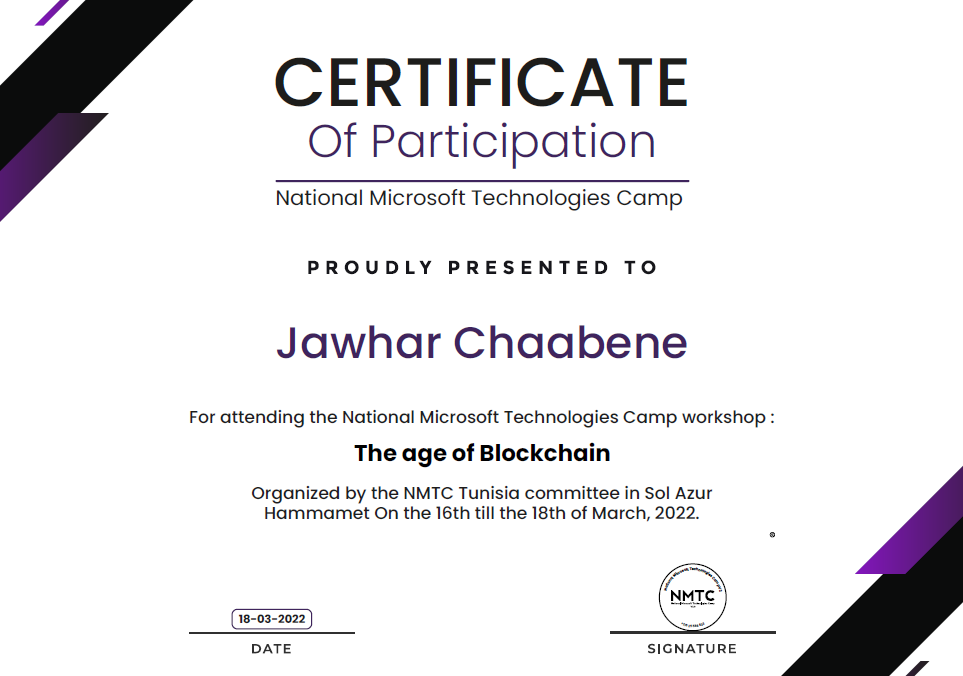 CERTIFICATE
Of Participation
National Microsoft Technologies Camp
PROUDLY PRESENTED TO
Jawhar Chaabene
For attending the National Microsoft Technologies Camp workshop :
The age of Blockchain
Organized by the NMTC Tunisia committee in Sol Azur
Hammamet On the 16th till the 18th of March, 2022.
18-03-2022
DATE
NMTC
SIGNATURE